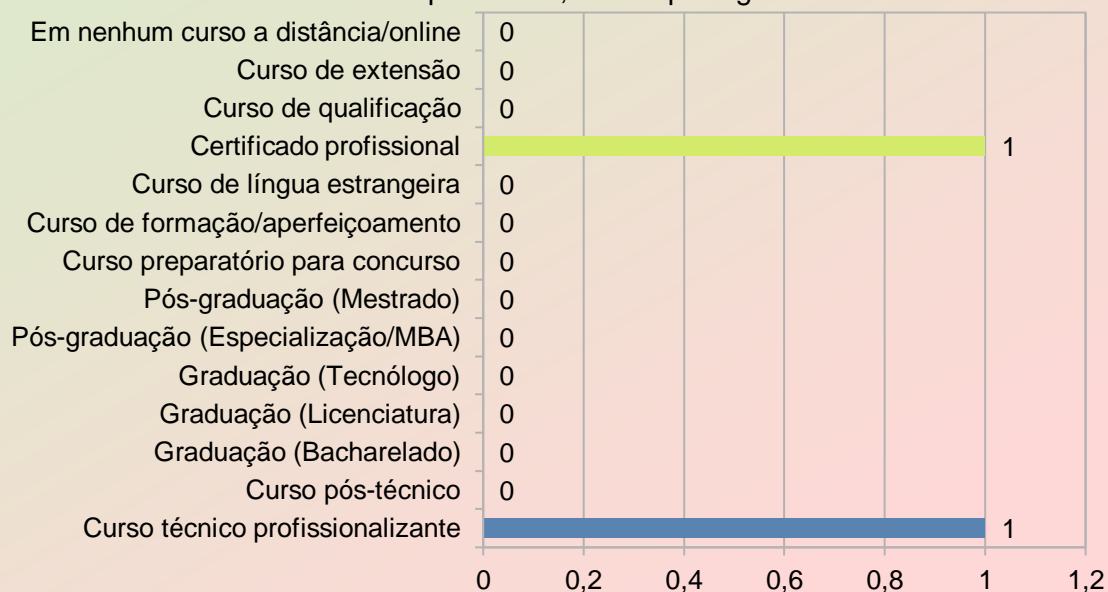 Em nenhum curso a distância/online 0
Curso de extensão 0
Curso de qualificação 0
Certificado profissional 1
Curso de língua estrangeira 0
Curso de formação/aperfeiçoamento 0
Curso preparatório para concurso 0
Pós-graduação (Mestrado) 0
Pós-graduação (Especialização/MBA) 0
Graduação (Tecnólogo) 0
Graduação (Licenciatura) 0
Graduação (Bacharelado) 0
Curso pós-técnico 0
Curso técnico profissionalizante 1
0 0,2 0,4 0,6 0,8 1 1,2